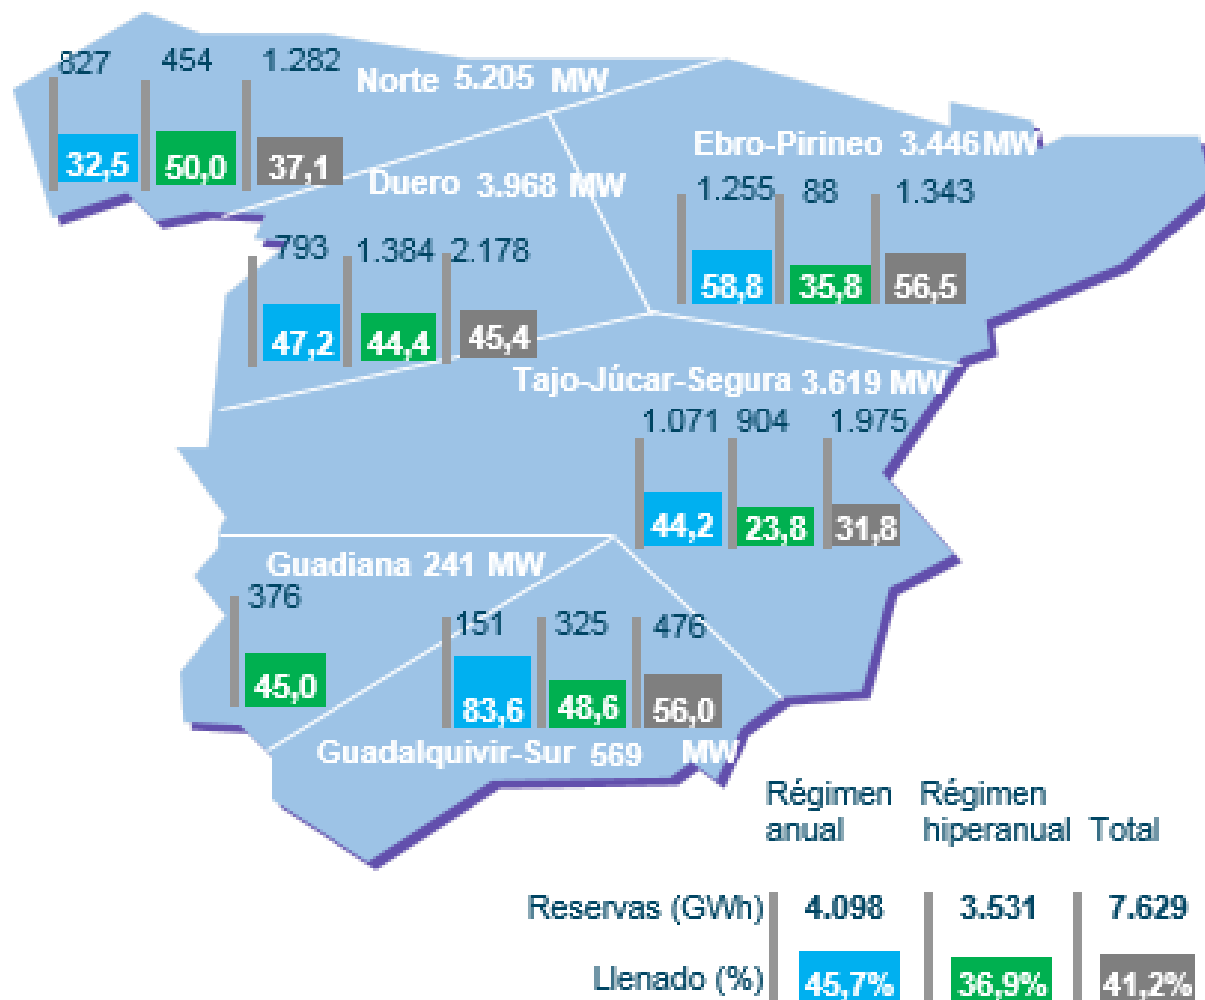 827 454 1.282
Norte 5.205 MW
32,5 50,0 37,1
Ebro-Pirineo 3.446 MW
Duero 3.968 MW
1.255 88 1.343
58,8 35,8 56,5
793 1.384 2.178
47,2 44,4 45,4
Tajo-Júcar-Segura 3.619 MW
1.071 904 1.975
44,2 23,8 31,8
Guadiana 241 MW
376
45,0
151 325 476
83,6 48,6 56,0
Guadalquivir-Sur 569 MW
Régimen Régimen
anual hiperanual Total
Reservas (GWh) 4.098 3.531 7.629
Llenado (%) 45,7% 36,9% 41,2%